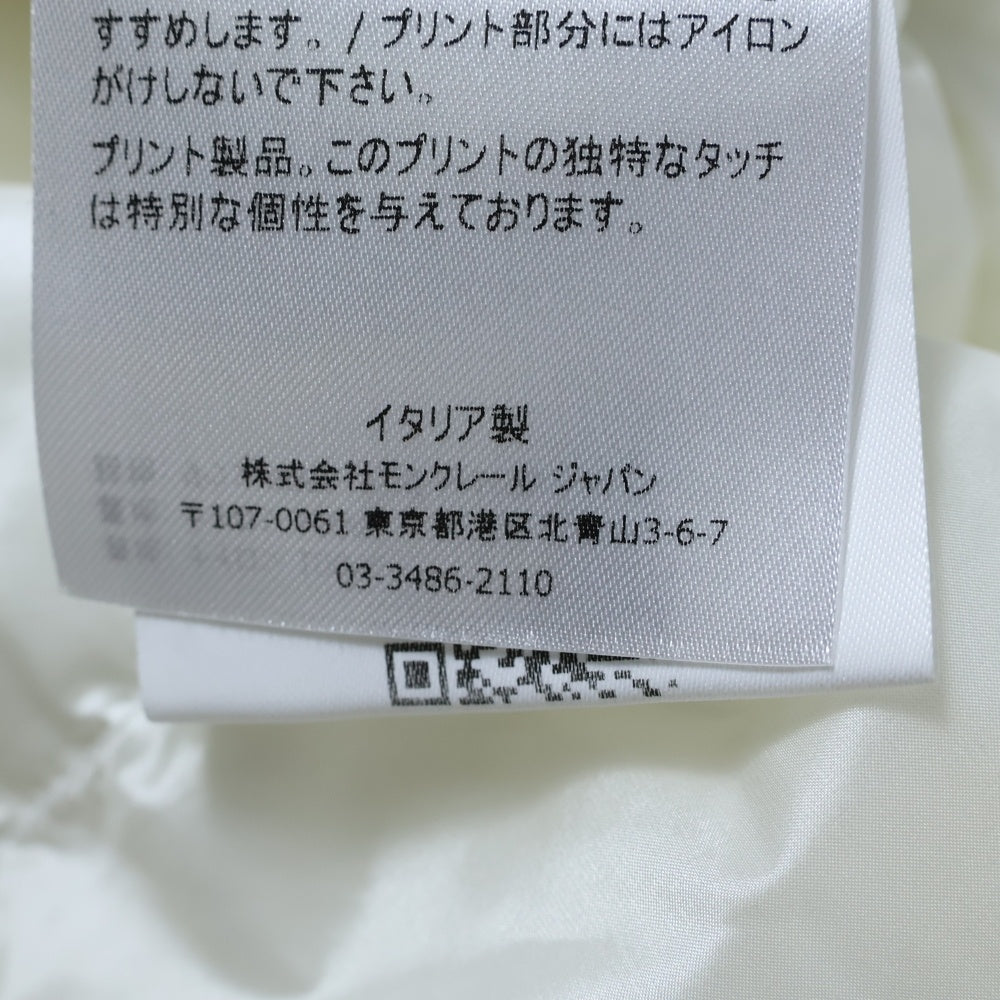 すすめします。/ プリント部分にはアイロン
がけしないで下さい。
プリント製品。このプリントの独特なタッチ
は特別な個性を与えております。
イタリア製
株式会社モンクレール ジャパン
〒107-0061 東京都港区北青山3-6-7
03-3486-2110